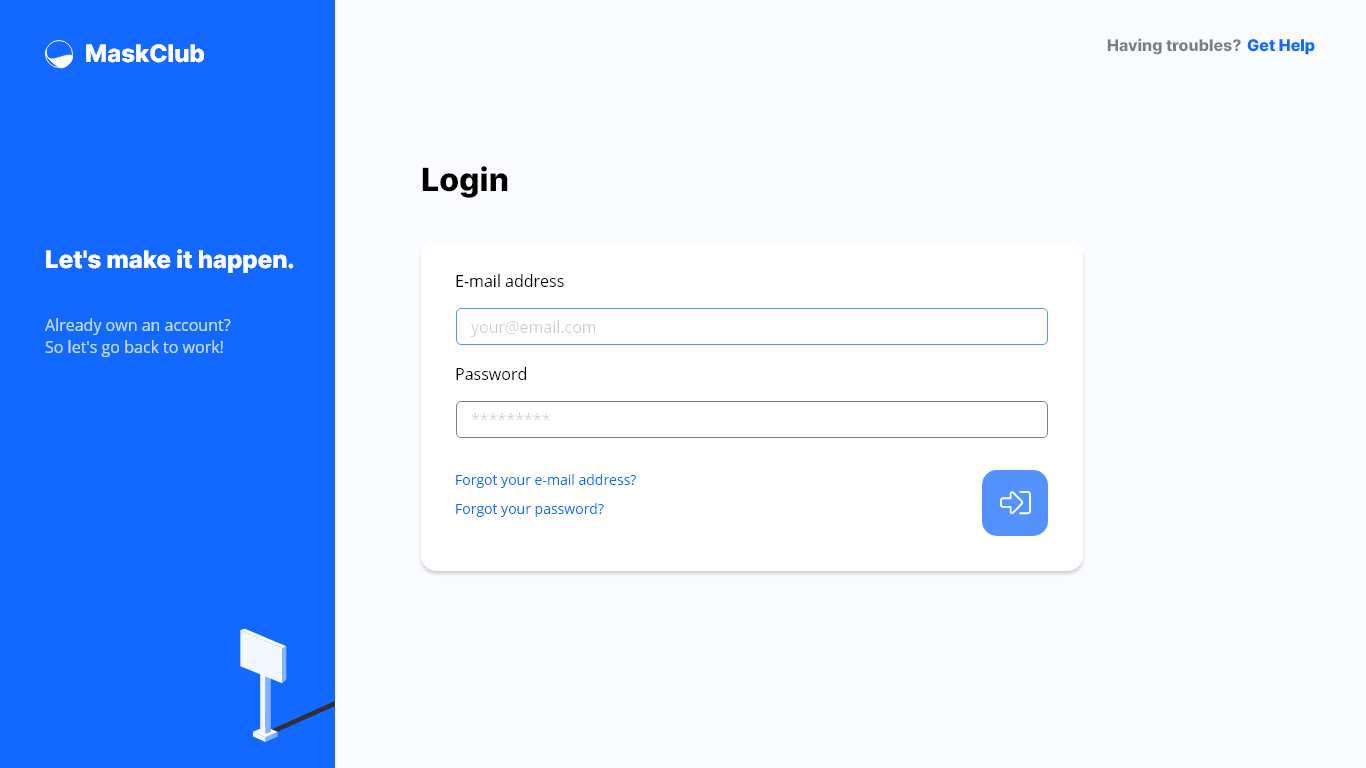 MaskClub
Having troubles? Get Help
Login
Let's make it happen.
Already own an account?
So let's go back to work!
E-mail address
your@email.com
Password
*********
Forgot your e-mail address?
Forgot your password?